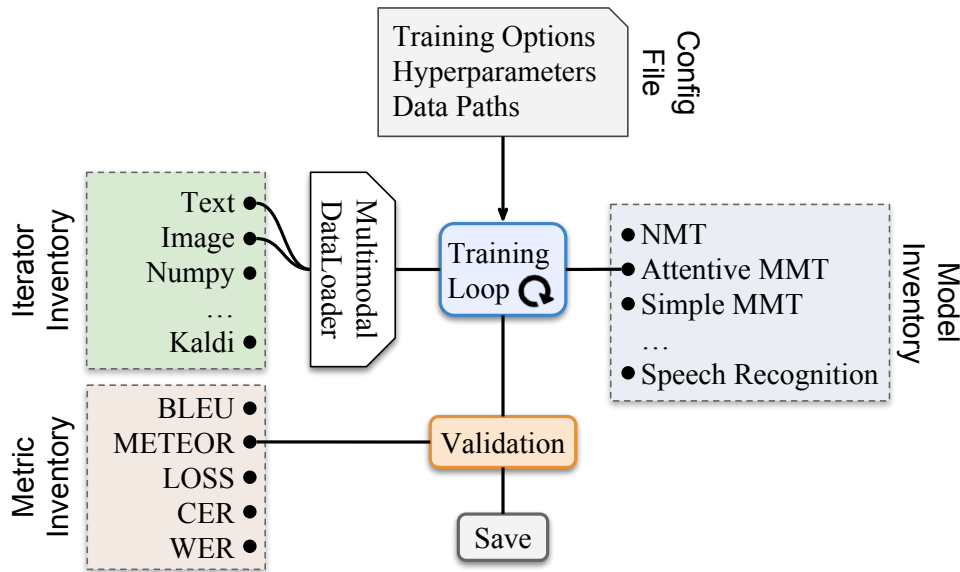 Training Options
Hyperparameters
Data Paths
Config
File
Iterator
Inventory
Text
Image
Numpy
...
Kaldi
Multimodal
DataLoader
Training
Loop
NMT
Attentive MMT
Simple MMT
...
Speech Recognition
Model
Inventory
Metric
Inventory
BLEU
METEOR
LOSS
CER
WER
Validation
Save